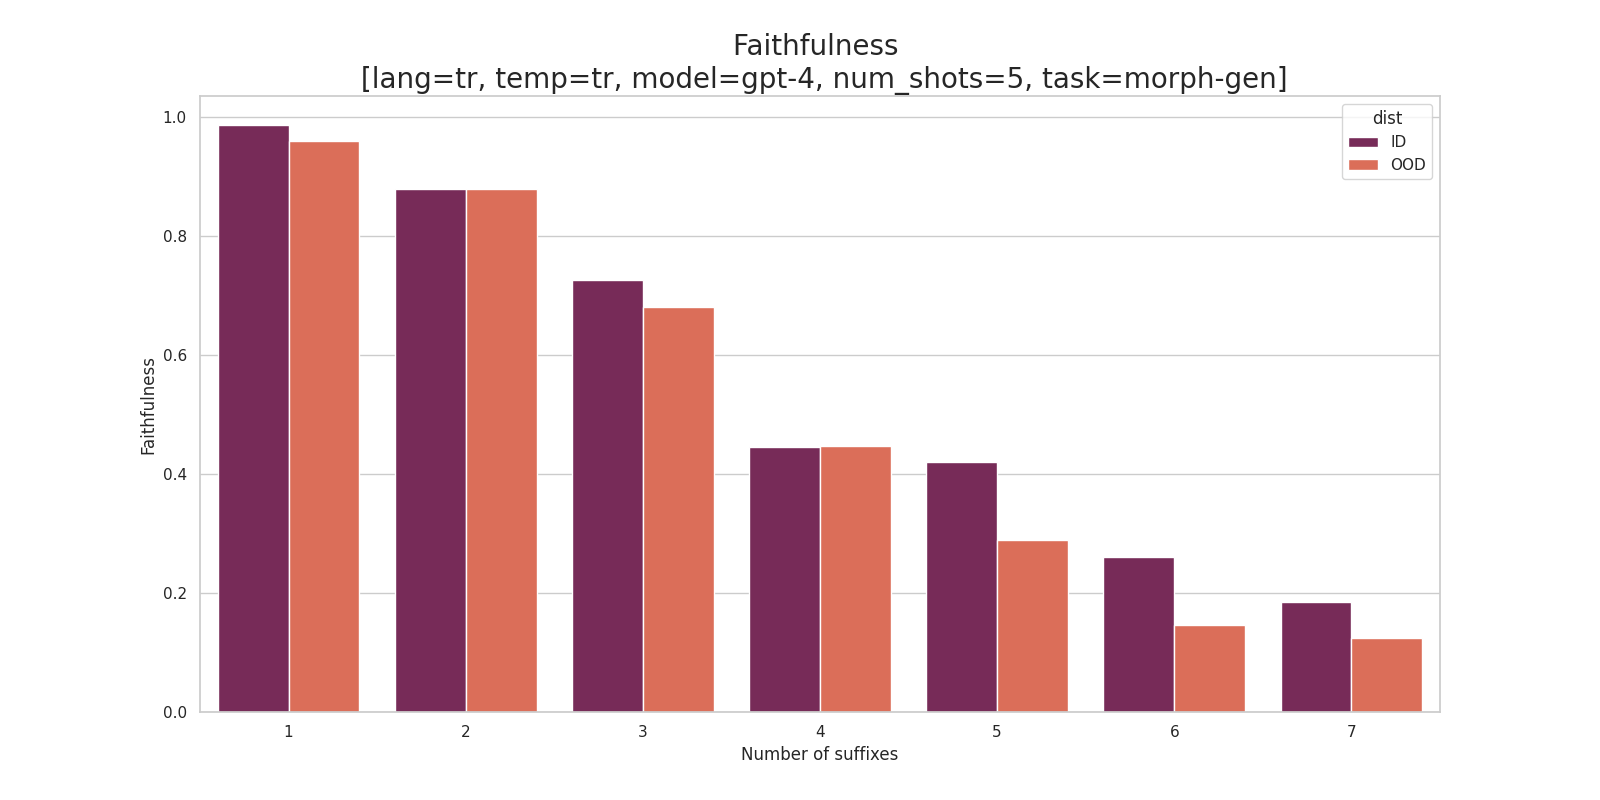 Faithfulness
[lang=tr, temp=tr, model=gpt-4, num_shots=5, task=morph-gen]
dist
ID
OOD
1.0
0.8
0.6
0.4
0.2
0.0
Faithfulness
1 2 3 4 5 6 7
Number of suffixes